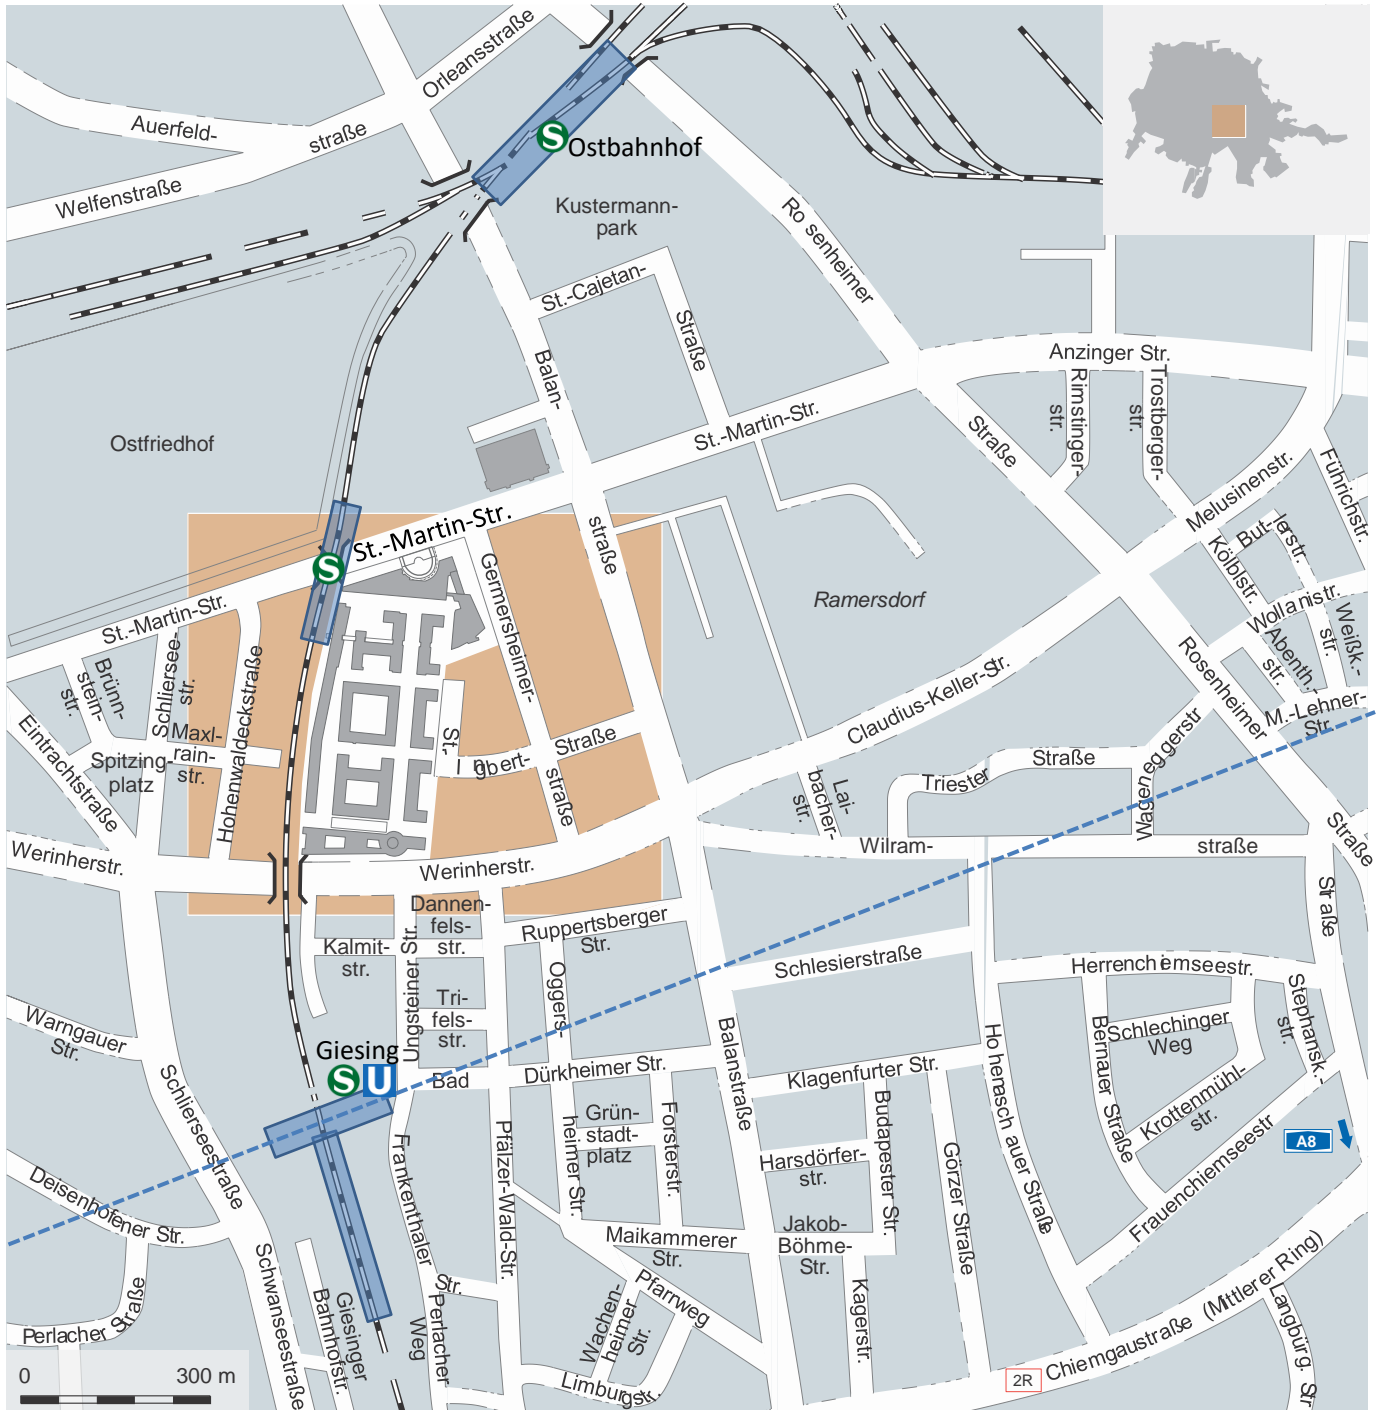 Orleansstraße
Auerfeld-
straße
Welfenstraße
S
Ostbahnhof
Kustermann-
park
Rosenheimer
St.-Cajetan-
Straße
Balan-
Anzinger Str.
Rimstinger-
str.
Trostberger-
str.
Ostfriedhof
St.-Martin-Str.
Straße
Melusinenstr.
Führichstr.
St.-Martin-Str.
S
straße
Germersheimer-
But-
lerstr.
Kölblstr.
Wollanistr.
Weißk.-
str.
Abenth.
str.
Ramersdorf
St.-Martin-Str.
Brünn-
stein-
str.
Schliersee-
str.
Hohenwaldeckstraße
Rosenheimer
M.-Lehner-
Str.
Claudius-Keller-Str.
Eintrachtstraße
Spitzing-
platz
Maxl-
rain-
str.
St.-
Ingbert-
Straße
straße
Lai-
bacher-
str.
Triester
Straße
Wageneggerstr
Straße
Werinherstr.
Werinherstr.
Wilram-
straße
Straße
Dannen-
fels-
str.
Ruppertsberger
Str.
Kalmit-
str.
Ungsteiner Str.
Oggers-
heimer Str.
Schlesierstraße
Herrenchiemseestr.
Stephansk.-
str.
Tri-
fels-
str.
Warngauer
Str.
Schlechinger
Weg
Bernauer Straße
Giesing
S U
Bad
Dürkheimer Str.
Balanstraße
Klagenfurter Str.
Hohenaschauer Straße
Krottenmühl-
str.
Schlierseestraße
Grün-
stadt-
platz
Forsterstr.
Budapester Str.
Görzer Straße
Harsdörfer-
str.
Frauenchiemseestr
A8
Deisenhofener Str.
Frankenthaler
Str.
Pfälzer-Wald-Str.
Maikammerer
Str.
Jakob-
Böhme-
Str.
Schwanseestraße
Giesinger
Bahnhofstr.
Perlacher
Weg
Pfarrweg
Wachen-
heimer
Str.
Kagerstr.
Chiemgaustraße (Mittlerer Ring)
Langbürg. Str
Perlacher Straße
Limburgstr.
2R
0 300 m